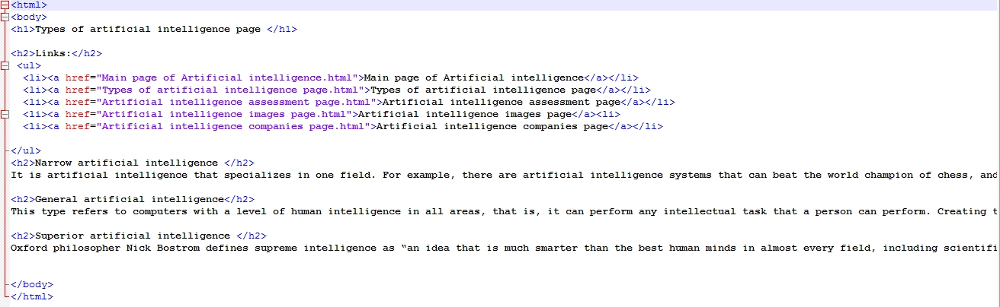 <html>
<body>
<h1>Types of artificial intelligence page </h1>
<h2>Links:</h2>
<ul>
<li><a href="Main page of Artificial intelligence.html">Main page of Artificial intelligence</a></li>
<li><a href="Types of artificial intelligence page.html">Types of artificial intelligence page</a></li>
<li><a href="Artificial intelligence assessment page.html">Artificial intelligence assessment page</a></li>
<li><a href="Artificial intelligence images page.html">Artificial intelligence images page</a><li>
<li><a href="Artificial intelligence companies page.html">Artificial intelligence companies page</a></li>
</ul>
<h2>Narrow artificial intelligence </h2>
It is artificial intelligence that specializes in one field. For example, there are artificial intelligence systems that can beat the world champion of chess, and
<h2>General artificial intelligence</h2>
This type refers to computers with a level of human intelligence in all areas, that is, it can perform any intellectual task that a person can perform. Creating t
<h2>Superior artificial intelligence </h2>
Oxford philosopher Nick Bostrom defines supreme intelligence as “an idea that is much smarter than the best human minds in almost every field, including scientifi
</body>
</html>